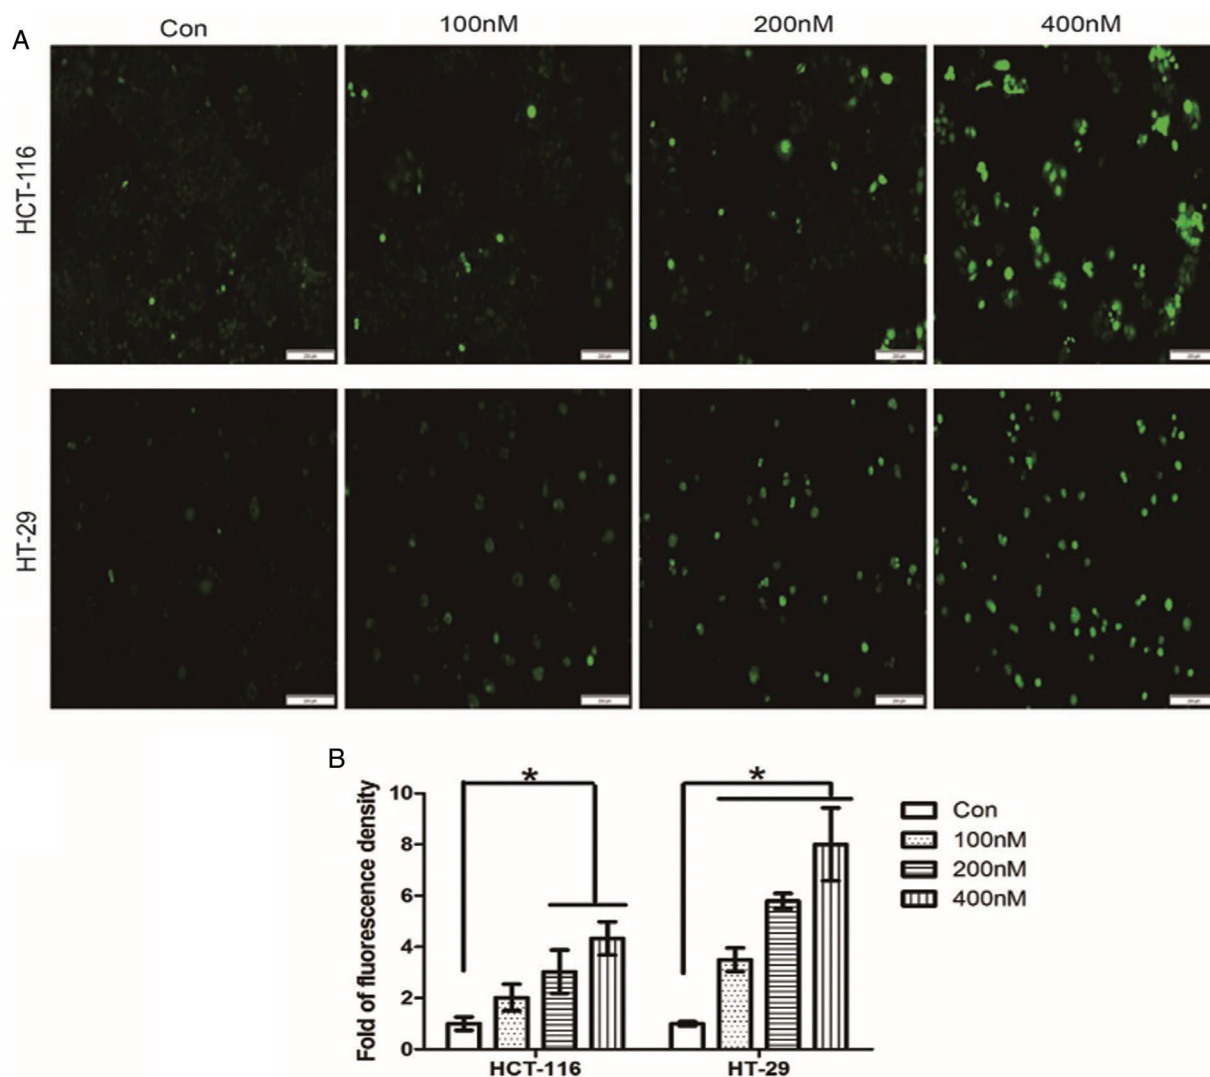 A
Con 100nM 200nM 400nM
HCT-116
HT-29
B
* *
Fold of fluorescence density
10
8
6
4
2
0
HCT-116 HT-29
Con
100nM
200nM
400nM